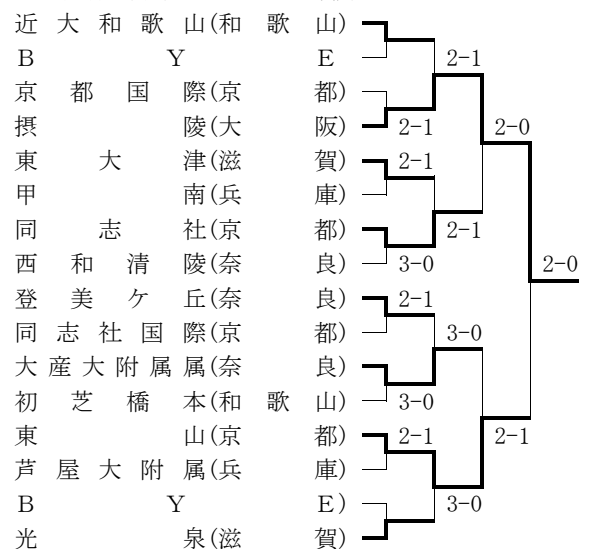 近大和歌山(和歌山)
BYE 2-1
京都国際(京都)
摂陵(大阪) 2-1 2-0
東大津(滋賀) 2-1
甲南(兵庫)
同志社(京都) 2-1
西和清陵(奈良) 3-0 2-0
登美ケ丘(奈良) 2-1
同志社国際(京都) 3-0
大産大附属属(奈良)
初芝橋本(和歌山) 3-0
東山(京都) 2-1 2-1
芦屋大附属(兵庫)
BYE) 3-0
光泉(滋賀)